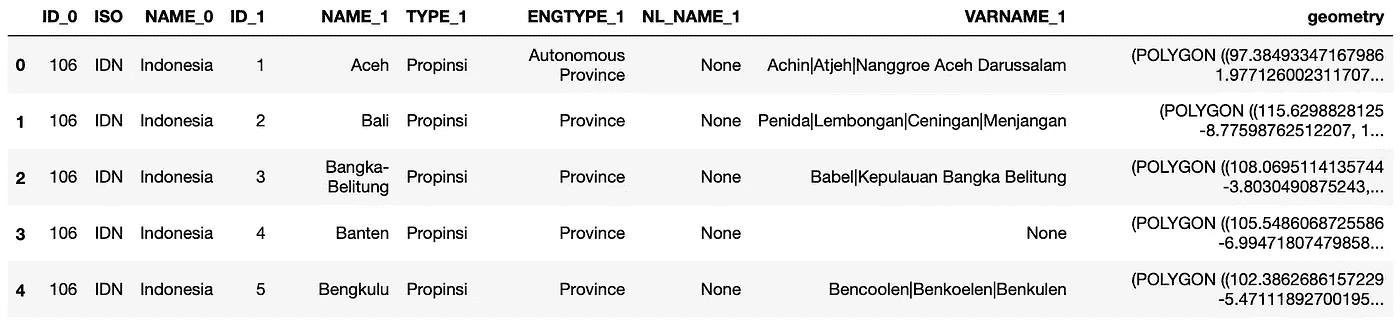 ID_0 ISO NAME_0 ID_1 NAME_1 TYPE_1 ENGTYPE_1 NL_NAME_1 VARNAME_1 geometry
0 106 IDN Indonesia 1 Aceh Propinsi Autonomous Province None Achin|Atjeh|Nanggroe Aceh Darussalam (POLYGON ((97.38493347167986 1.977126002311707...
1 106 IDN Indonesia 2 Bali Propinsi Province None Penida|Lembongan|Ceningan|Menjangan (POLYGON ((115.6298828125 -8.77598762512207, 1...
2 106 IDN Indonesia 3 Bangka-Belitung Propinsi Province None Babel|Kepulauan Bangka Belitung (POLYGON ((108.0695114135744 -3.8030490875243,...
3 106 IDN Indonesia 4 Banten Propinsi Province None None (POLYGON ((105.5486068725586 -6.99471807479858...
4 106 IDN Indonesia 5 Bengkulu Propinsi Province None Bencoolen|Benkoelen|Benkulen (POLYGON ((102.3862686157229 -5.47111892700195...